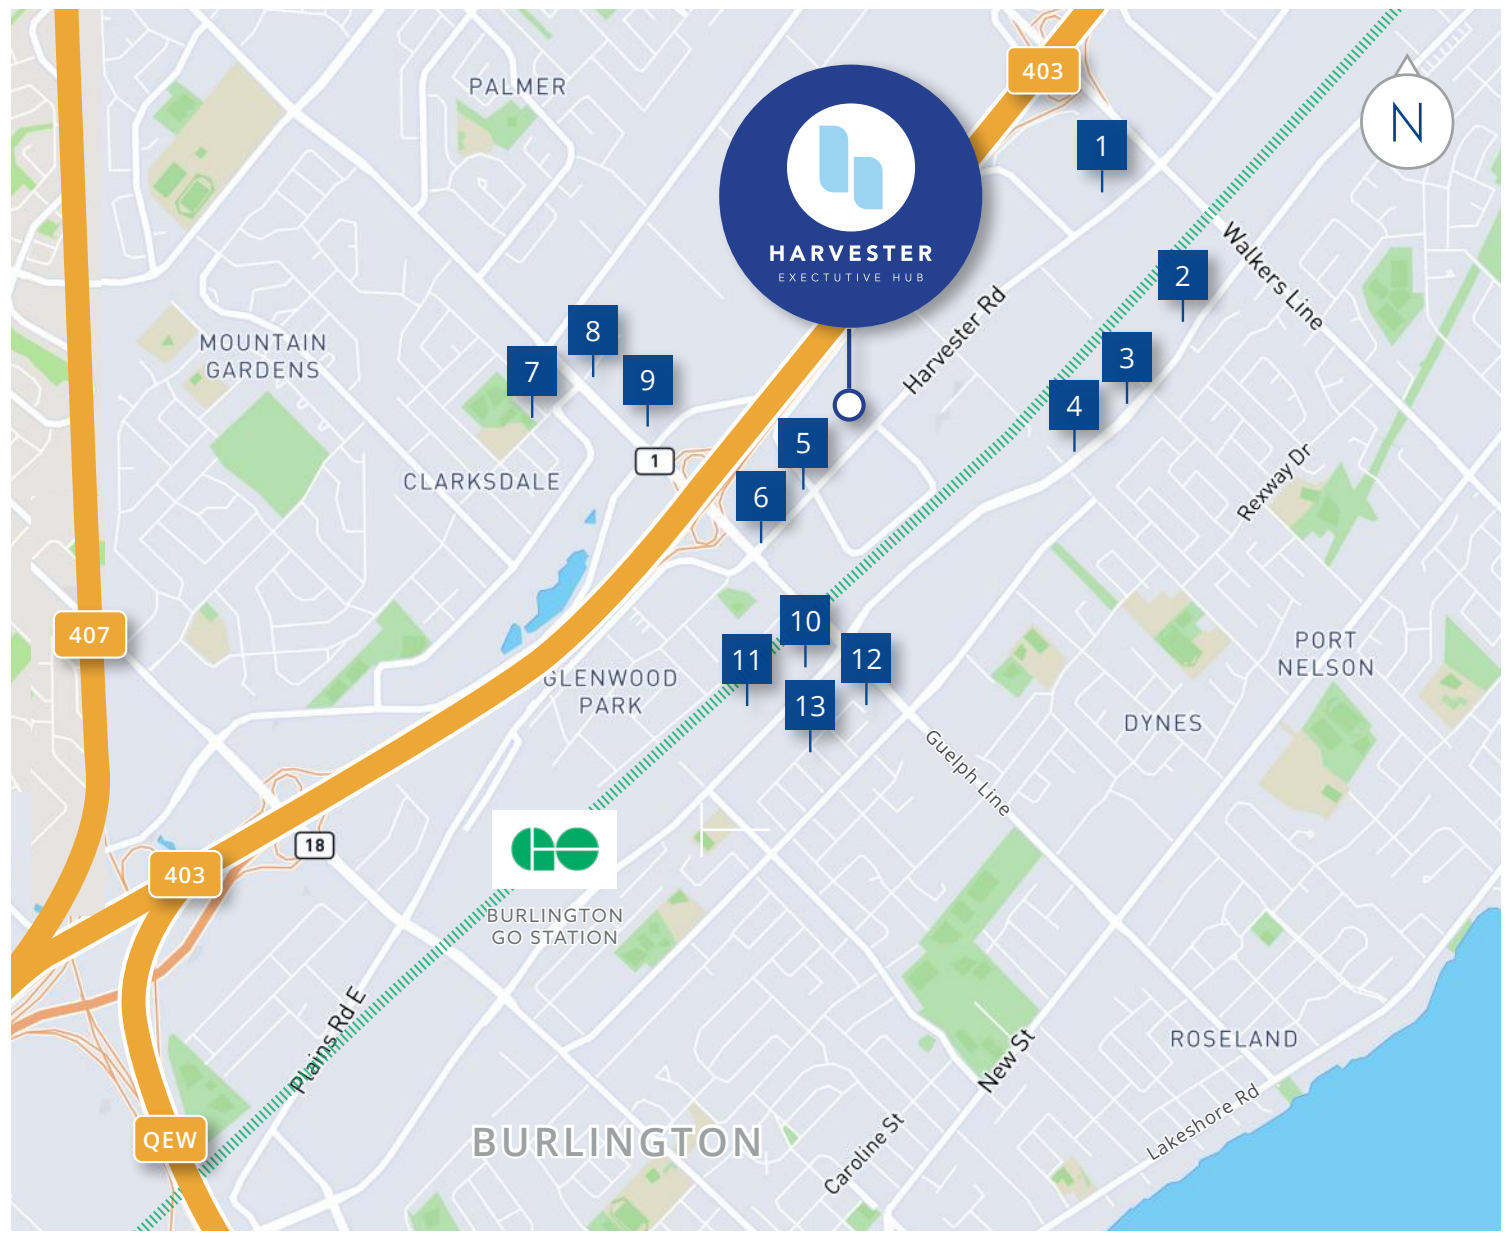 403
PALMER
N
1
HARVESTER
EXECTUTIVE HUB
Walkers Line
2
Harvester Rd
8
MOUNTAIN
GARDENS
7
3
9
4
5
1
CLARKSDALE
6
Rexway Dr
10
407
PORT
NELSON
11
12
GLENWOOD
PARK
13
DYNES
Guelph Line
18
GO
403
BURLINGTON
GO STATION
Plains Rd E
New St
ROSELAND
Lakeshore Rd
QEW
BURLINGTON
Caroline St